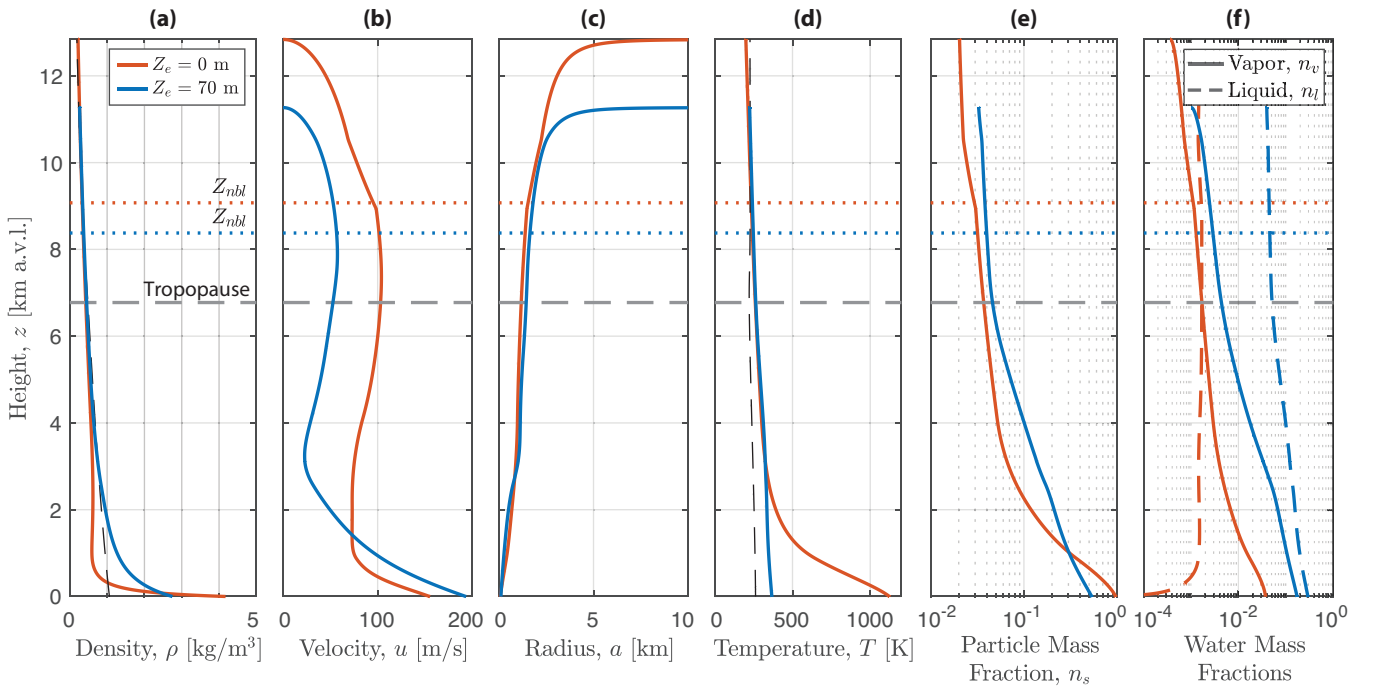 (a) (b) (c) (d) (e) (f)
Z_e = 0 m
Z_e = 70 m
Vapor, n_v
Liquid, n_l
Z_nbl
Z_nbl
Tropopause
Height, z [km a.v.l.]
12
10
8
6
4
2
0
0 5
0 100 200
0 5 10
0 500 1000
10^-2 10^-1 10^0
10^-4 10^-2 10^0
Density, ρ [kg/m^3]
Velocity, u [m/s]
Radius, a [km]
Temperature, T [K]
Particle Mass
Fraction, n_s
Water Mass
Fractions